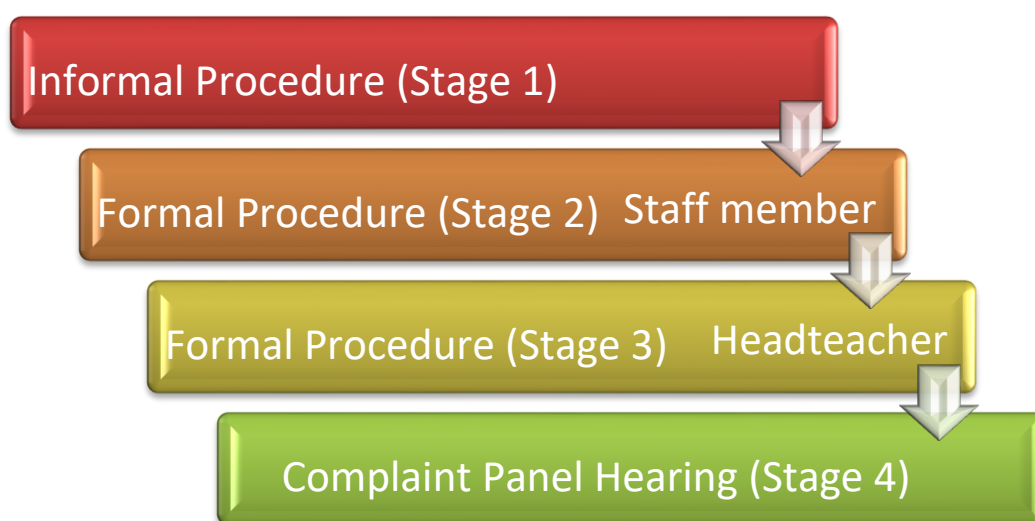 Informal Procedure (Stage 1)
Formal Procedure (Stage 2) Staff member
Formal Procedure (Stage 3) Headteacher
Complaint Panel Hearing (Stage 4)